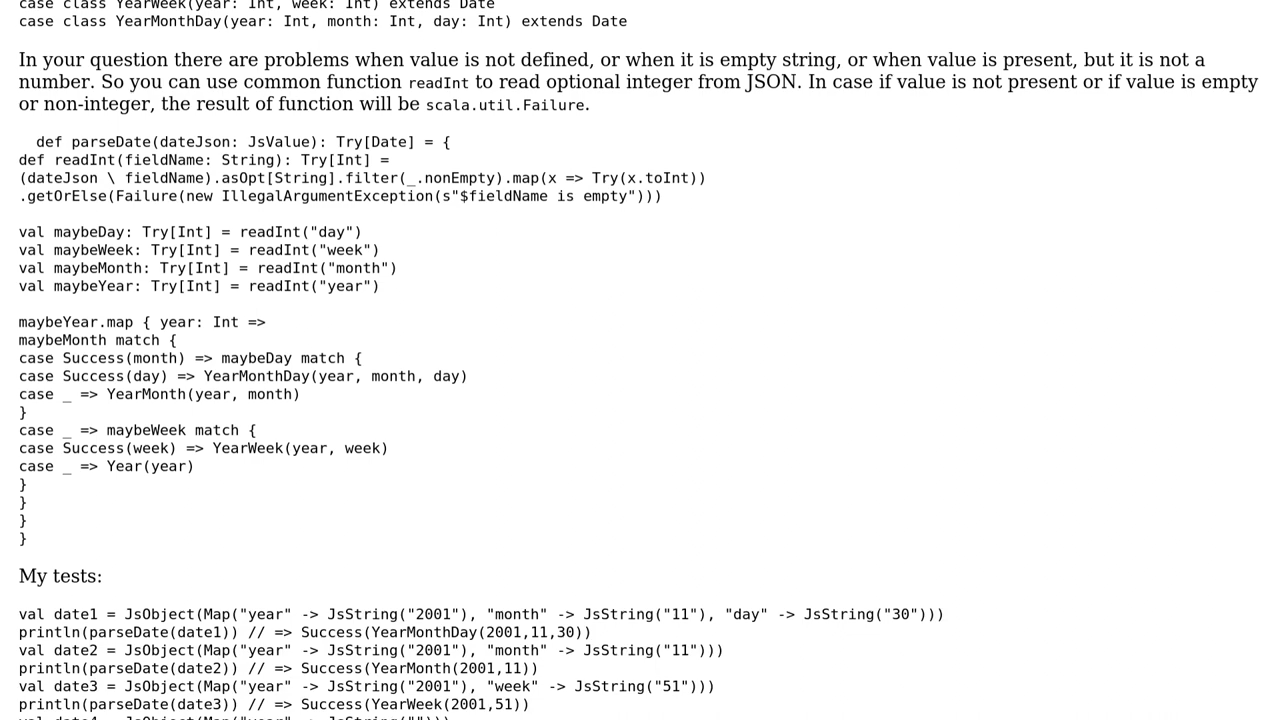 case class YearWeek(year: Int, week: Int) extends Date
case class YearMonthDay(year: Int, month: Int, day: Int) extends Date
In your question there are problems when value is not defined, or when it is empty string, or when value is present, but it is not a
number. So you can use common function readInt to read optional integer from JSON. In case if value is not present or if value is empty
or non-integer, the result of function will be scala.util.Failure.
def parseDate(dateJson: JsValue): Try[Date] = {
def readInt(fieldName: String): Try[Int] =
(dateJson \ fieldName).asOpt[String].filter(_.nonEmpty).map(x => Try(x.toInt))
.getOrElse(Failure(new IllegalArgumentException(s"$fieldName is empty")))
val maybeDay: Try[Int] = readInt("day")
val maybeWeek: Try[Int] = readInt("week")
val maybeMonth: Try[Int] = readInt("month")
val maybeYear: Try[Int] = readInt("year")
maybeYear.map { year: Int =>
maybeMonth match {
case Success(month) => maybeDay match {
case Success(day) => YearMonthDay(year, month, day)
case _ => YearMonth(year, month)
}
case _ => maybeWeek match {
case Success(week) => YearWeek(year, week)
case _ => Year(year)
}
}
}
}
My tests:
val date1 = JsObject(Map("year" -> JsString("2001"), "month" -> JsString("11"), "day" -> JsString("30")))
println(parseDate(date1)) // => Success(YearMonthDay(2001,11,30))
val date2 = JsObject(Map("year" -> JsString("2001"), "month" -> JsString("11")))
println(parseDate(date2)) // => Success(YearMonth(2001,11))
val date3 = JsObject(Map("year" -> JsString("2001"), "week" -> JsString("51")))
println(parseDate(date3)) // => Success(YearWeek(2001,51))
val date4 = JsObject(Map("year" -> JsString("")))